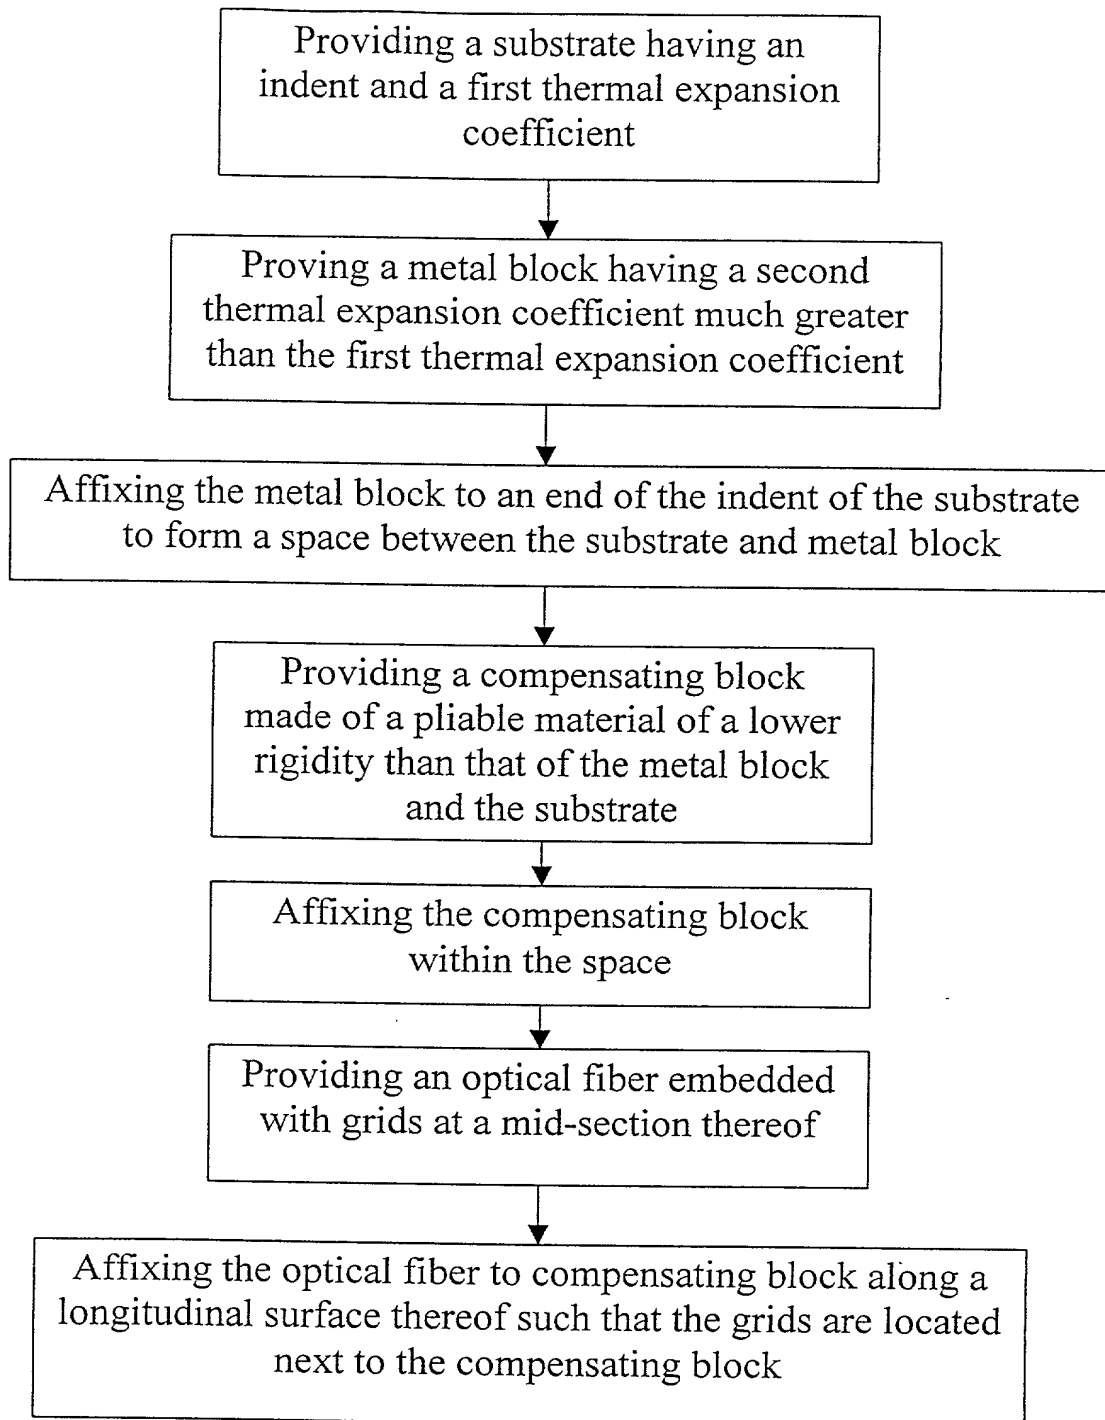 Providing a substrate having an
indent and a first thermal expansion
coefficient
Proving a metal block having a second
thermal expansion coefficient much greater
than the first thermal expansion coefficient
Affixing the metal block to an end of the indent of the substrate
to form a space between the substrate and metal block
Providing a compensating block
made of a pliable material of a lower
rigidity than that of the metal block
and the substrate
Affixing the compensating block
within the space
Providing an optical fiber embedded
with grids at a mid-section thereof
Affixing the optical fiber to compensating block along a
longitudinal surface thereof such that the grids are located
next to the compensating block